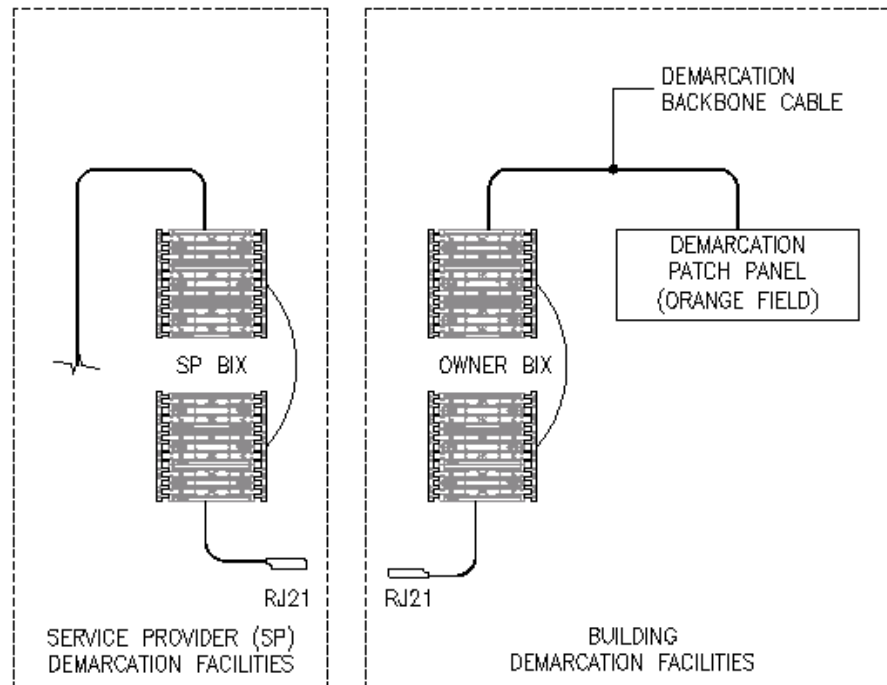 DEMARCATION
BACKBONE CABLE
DEMARCATION
PATCH PANEL
(ORANGE FIELD)
SP BIX
OWNER BIX
RJ21
RJ21
SERVICE PROVIDER (SP)
DEMARCATION FACILITIES
BUILDING
DEMARCATION FACILITIES